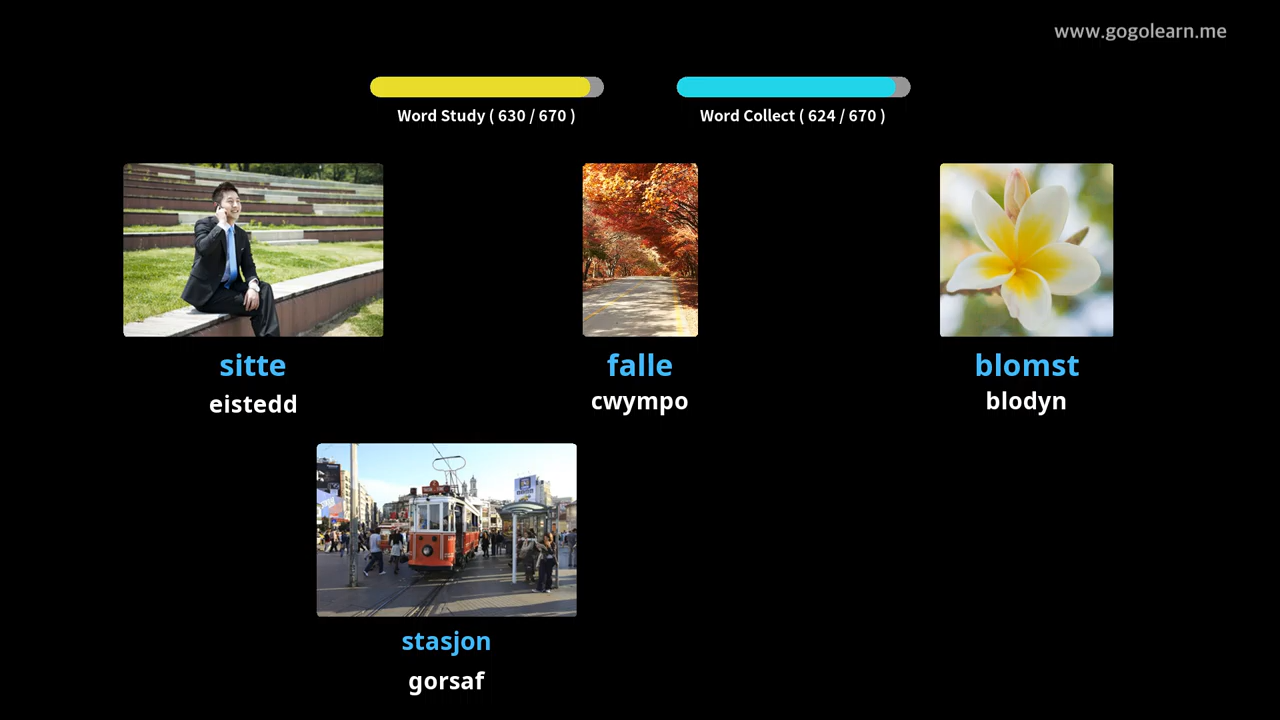 www.gogolearn.me
Word Study ( 630 / 670 )
Word Collect ( 624 / 670 )
sitte
falle
blomst
eistedd
cwympo
blodyn
stasjon
gorsaf